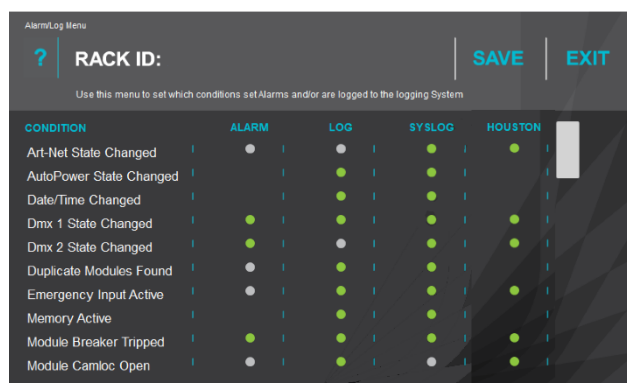 Alarm/Log Menu
? RACK ID: SAVE EXIT
Use this menu to set which conditions set Alarms and/or are logged to the logging System
CONDITION ALARM LOG SYSLOG HOUSTON
Art-Net State Changed
AutoPower State Changed
Date/Time Changed
Dmx 1 State Changed
Dmx 2 State Changed
Duplicate Modules Found
Emergency Input Active
Memory Active
Module Breaker Tripped
Module Camloc Open